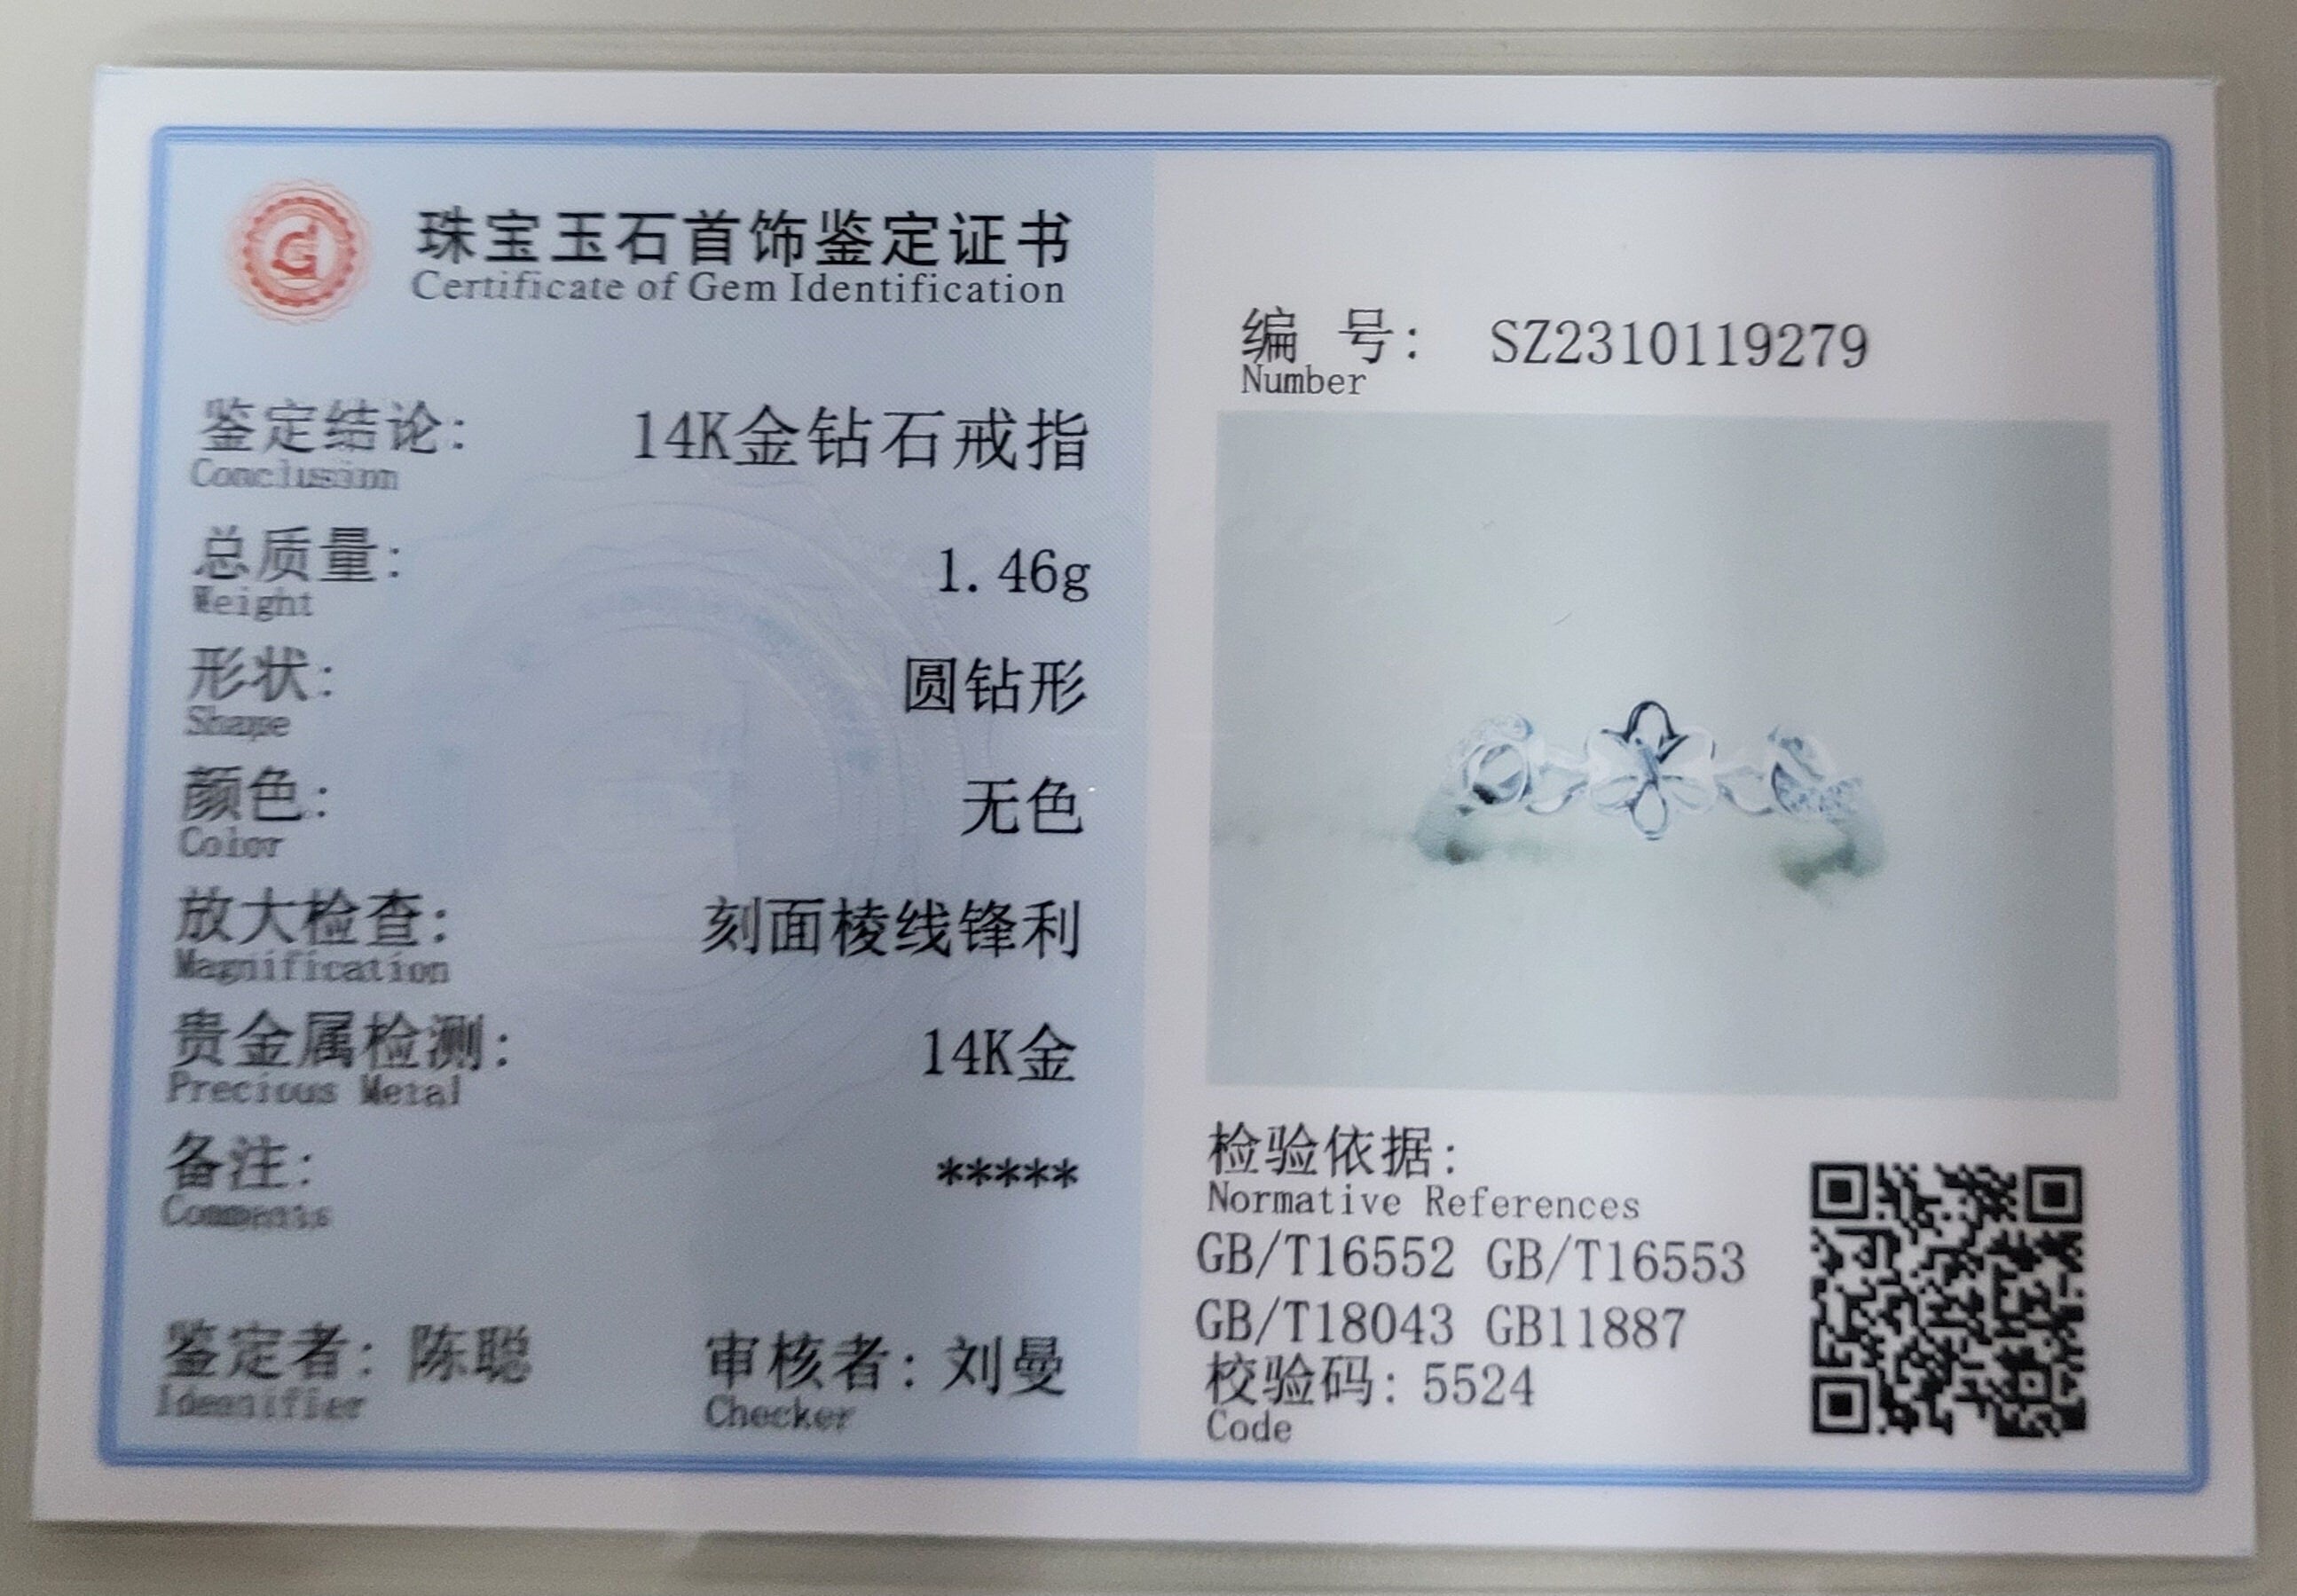 珠宝玉石首饰鉴定证书
Certificate of Gem Identification
鉴定结论: 14K金钻石戒指
Conclusion
总质量: 1.46g
Weight
形状: 圆钻形
Shape
颜色: 无色
Color
放大检查: 刻面棱线锋利
Magnification
贵金属检测: 14K金
Precious Metal
备注: *****
Comments
鉴定者: 陈聪 审核者: 刘曼
Identifier Checker
编 号: SZ2310119279
Number
检验依据:
Normative References
GB/T16552 GB/T16553
GB/T18043 GB11887
校验码: 5524
Code